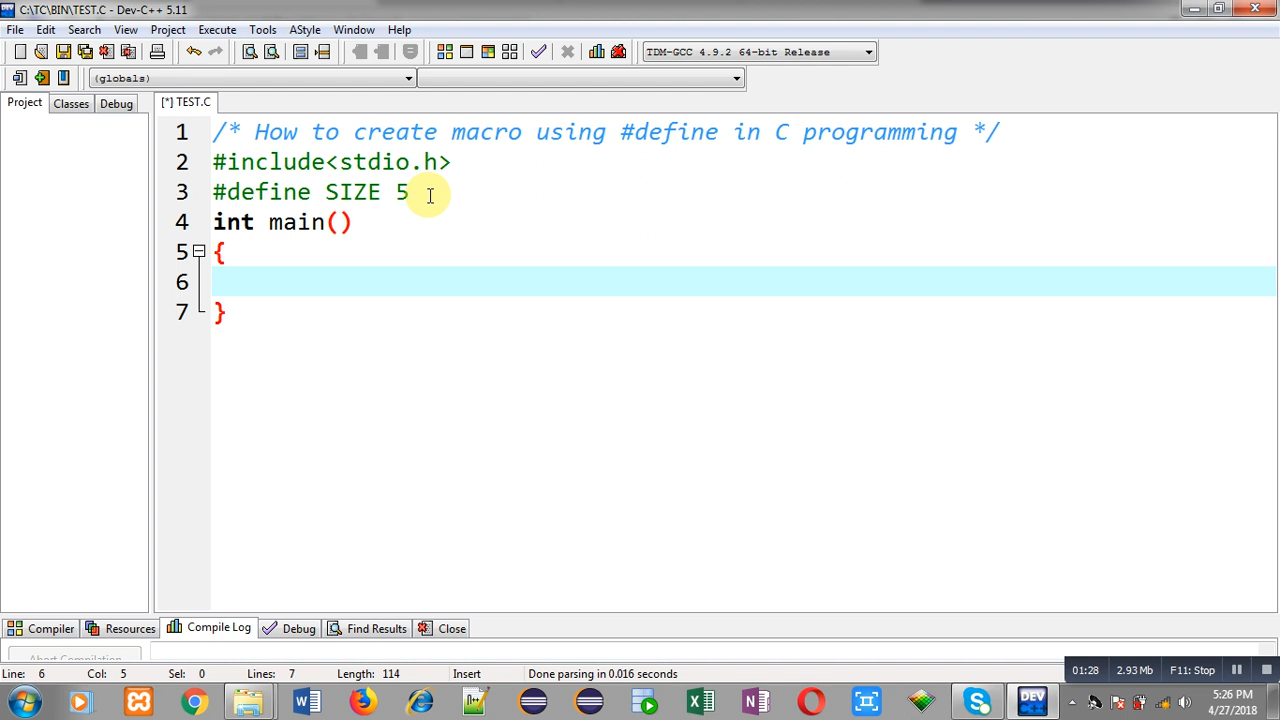 C:\TC\BIN\TEST.C - Dev-C++ 5.11
File Edit Search View Project Execute Tools AStyle Window Help
TDM-GCC 4.9.2 64-bit Release
(globals)
Project Classes Debug [*] TEST.C
1 /* How to create macro using #define in C programming */
2 #include<stdio.h>
3 #define SIZE 5
4 int main()
5 {
6
7 }
Compiler Resources Compile Log Debug Find Results Close
Abort Compilation
Line: 6 Col: 5 Sel: 0 Lines: 7 Length: 114 Insert Done parsing in 0.016 seconds
01:28 2.93 Mb F11: Stop
5:26 PM
4/27/2018